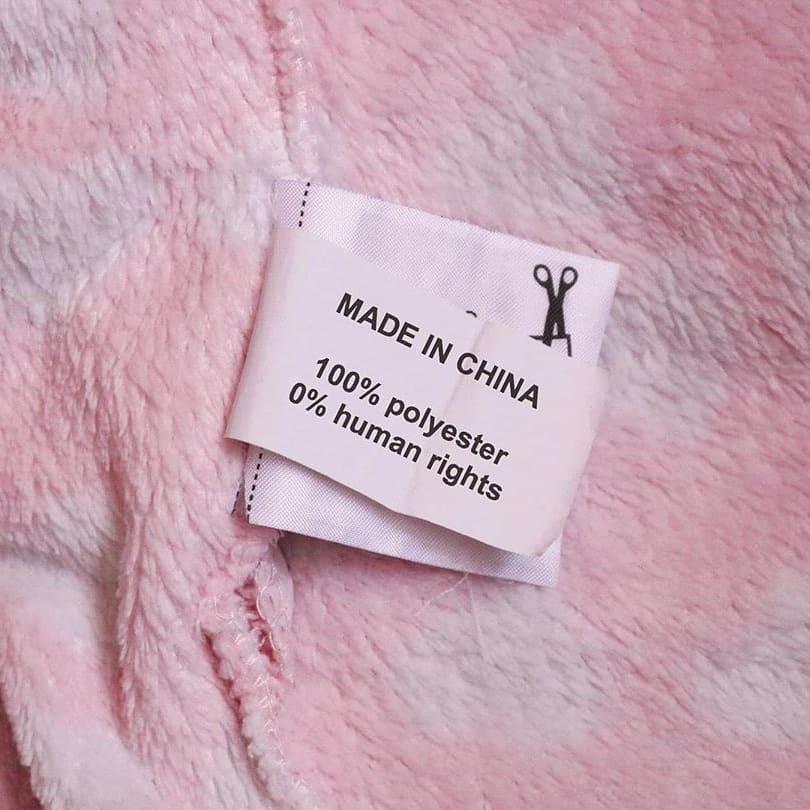 MADE IN CHINA
100% polyester
0% human rights